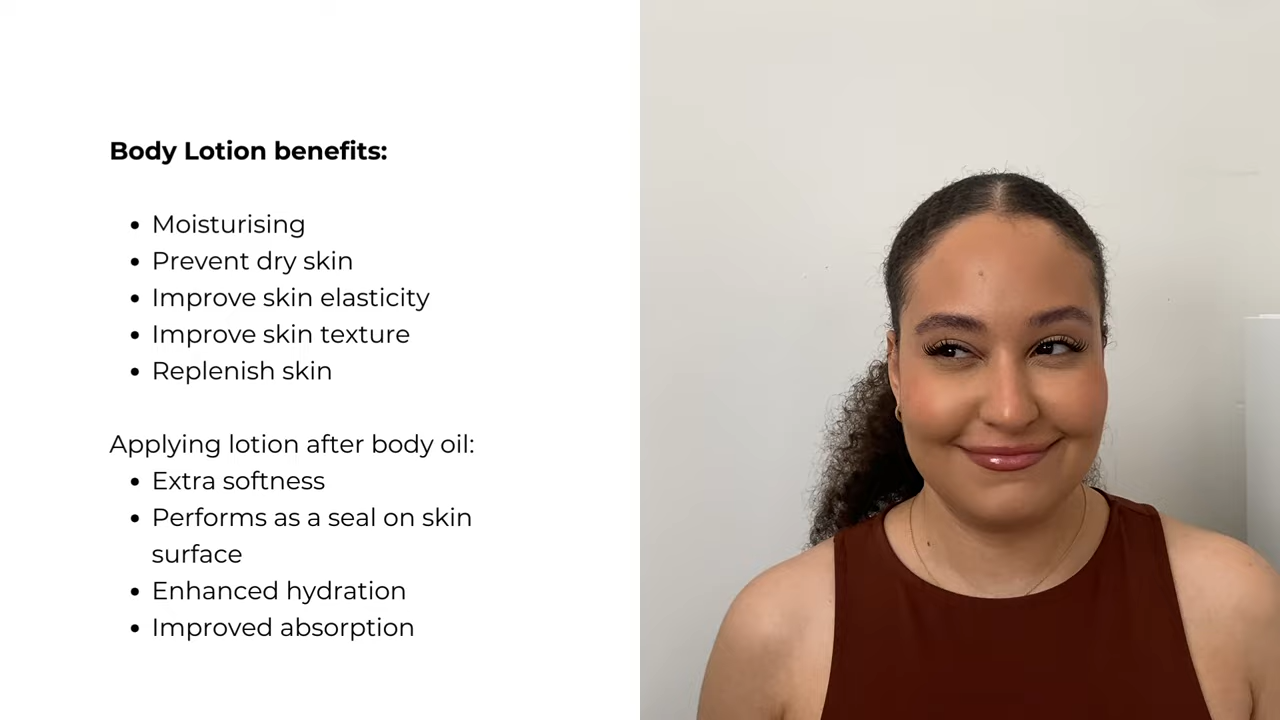 Body Lotion benefits:
• Moisturising
• Prevent dry skin
• Improve skin elasticity
• Improve skin texture
• Replenish skin
Applying lotion after body oil:
• Extra softness
• Performs as a seal on skin
surface
• Enhanced hydration
• Improved absorption